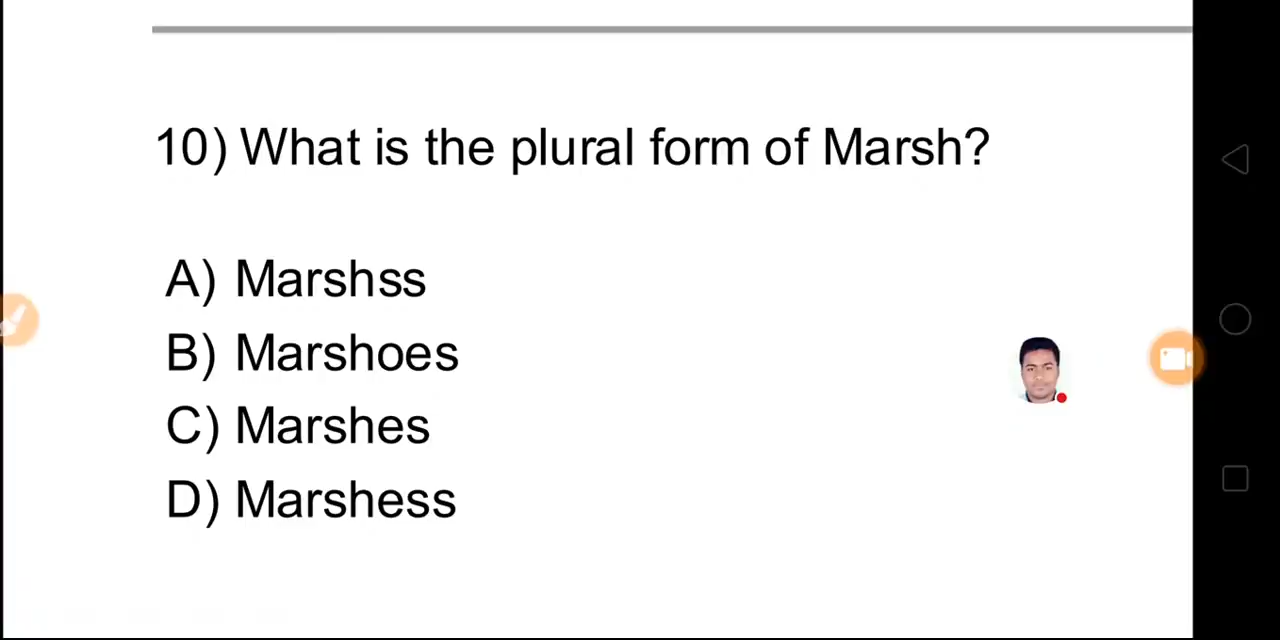 10) What is the plural form of Marsh?
A) Marshss
B) Marshoes
C) Marshes
D) Marshess